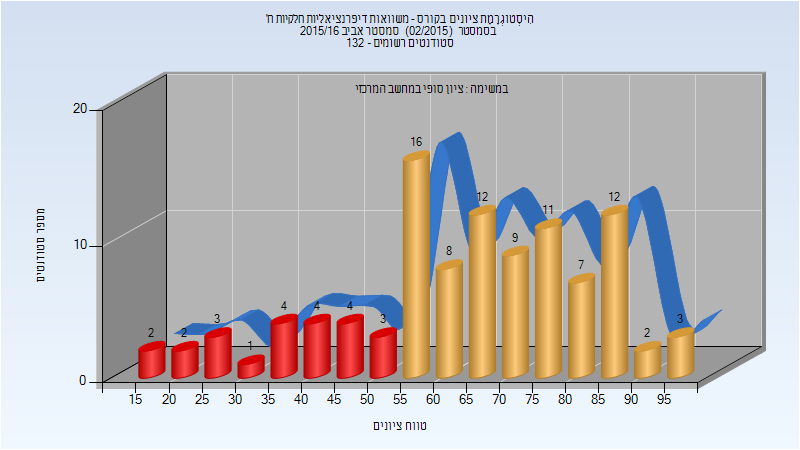 הִיסְטוֹגְרָמַת ציונים בקורס - משוואות דיפרנציאליות חלקיות ח'
בסמסטר (02/2015) סמסטר אביב 2015/16
סטודנטים רשומים - 132
במשימה : ציון סופי במחשב המרכזי
מספר סטודנטים
20
10
0
2 2 3 1 4 4 4 3 16 8 12 9 11 7 12 2 3
15 20 25 30 35 40 45 50 55 60 65 70 75 80 85 90 95
טווח ציונים